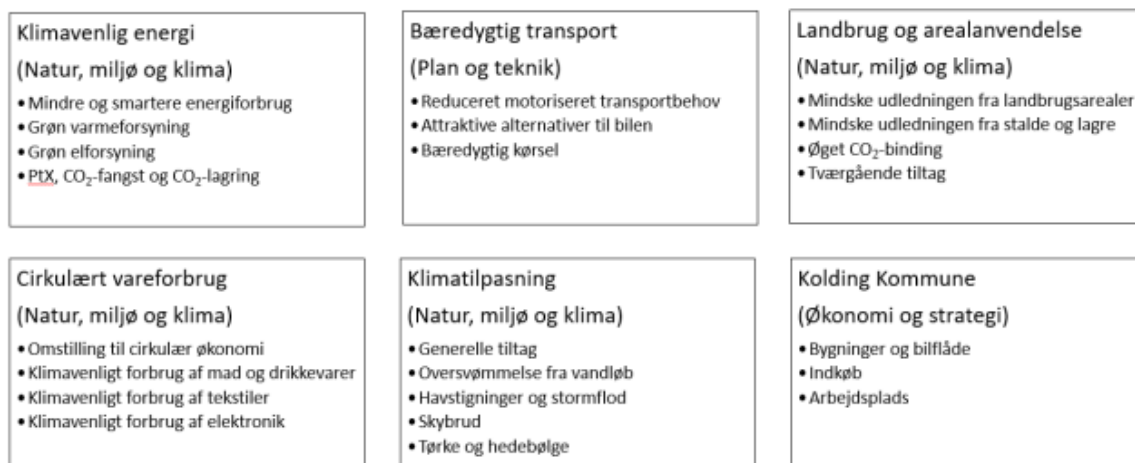 Klimavenlig energi
(Natur, miljø og klima)
• Mindre og smartere energiforbrug
• Grøn varmeforsyning
• Grøn elforsyning
• PtX, CO₂-fangst og CO₂-lagring
Bæredygtig transport
(Plan og teknik)
• Reduceret motoriseret transportbehov
• Attraktive alternativer til bilen
• Bæredygtig kørsel
Landbrug og arealanvendelse
(Natur, miljø og klima)
• Mindske udledningen fra landbrugsarealer
• Mindske udledningen fra stalde og lagre
• Øget CO₂-binding
• Tværgående tiltag
Cirkulært vareforbrug
(Natur, miljø og klima)
• Omstilling til cirkulær økonomi
• Klimavenligt forbrug af mad og drikkevarer
• Klimavenligt forbrug af tekstiler
• Klimavenligt forbrug af elektronik
Klimatilpasning
(Natur, miljø og klima)
• Generelle tiltag
• Oversvømmelse fra vandløb
• Havstigninger og stormflod
• Skybrud
• Tørke og hedebølge
Kolding Kommune
(Økonomi og strategi)
• Bygninger og bilflåde
• Indkøb
• Arbejdsplads